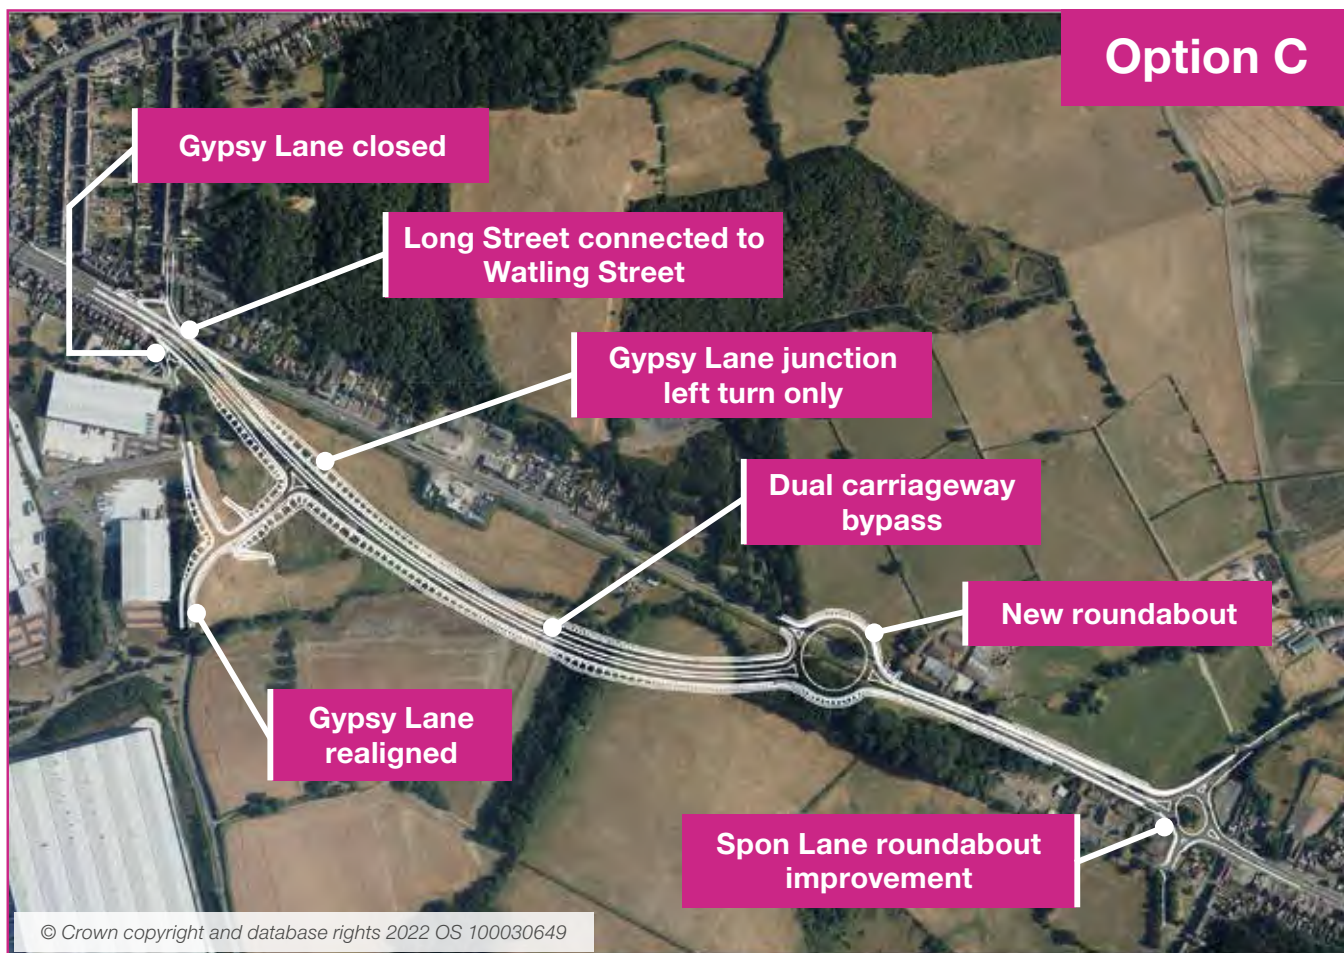 Option C
Gypsy Lane closed
Long Street connected to
Watling Street
Gypsy Lane junction
left turn only
Dual carriageway
bypass
New roundabout
Gypsy Lane
realigned
Spon Lane roundabout
improvement
© Crown copyright and database rights 2022 OS 100030649